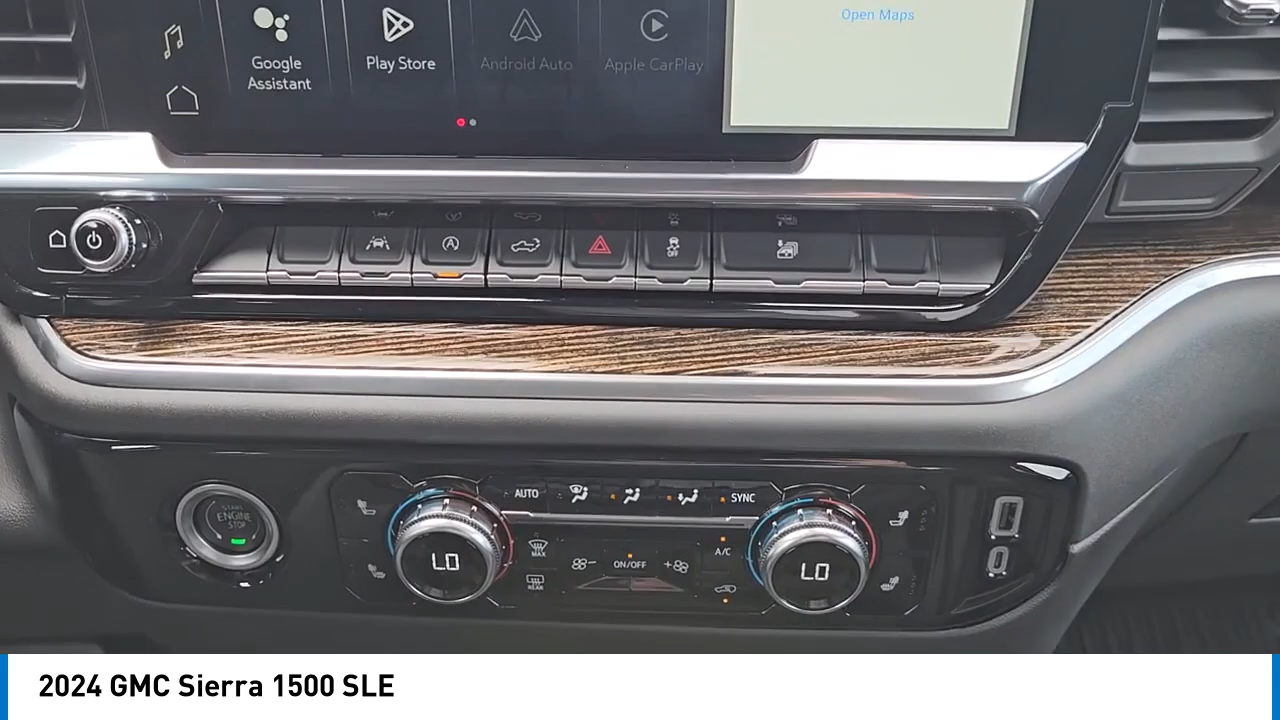 Open Maps
Google
Assistant
Play Store
Android Auto
Apple CarPlay
A
OFF
START
ENGINE
STOP
AUTO
SYNC
LO
MAX
ON/OFF
A/C
REAR
LO
2024 GMC Sierra 1500 SLE